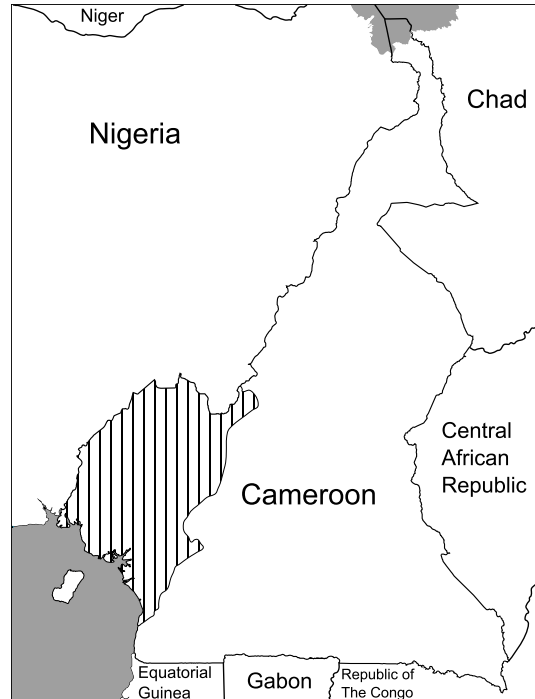 Niger
Chad
Nigeria
Central
African
Republic
Cameroon
Equatorial
Guinea
Gabon
Republic of
The Congo